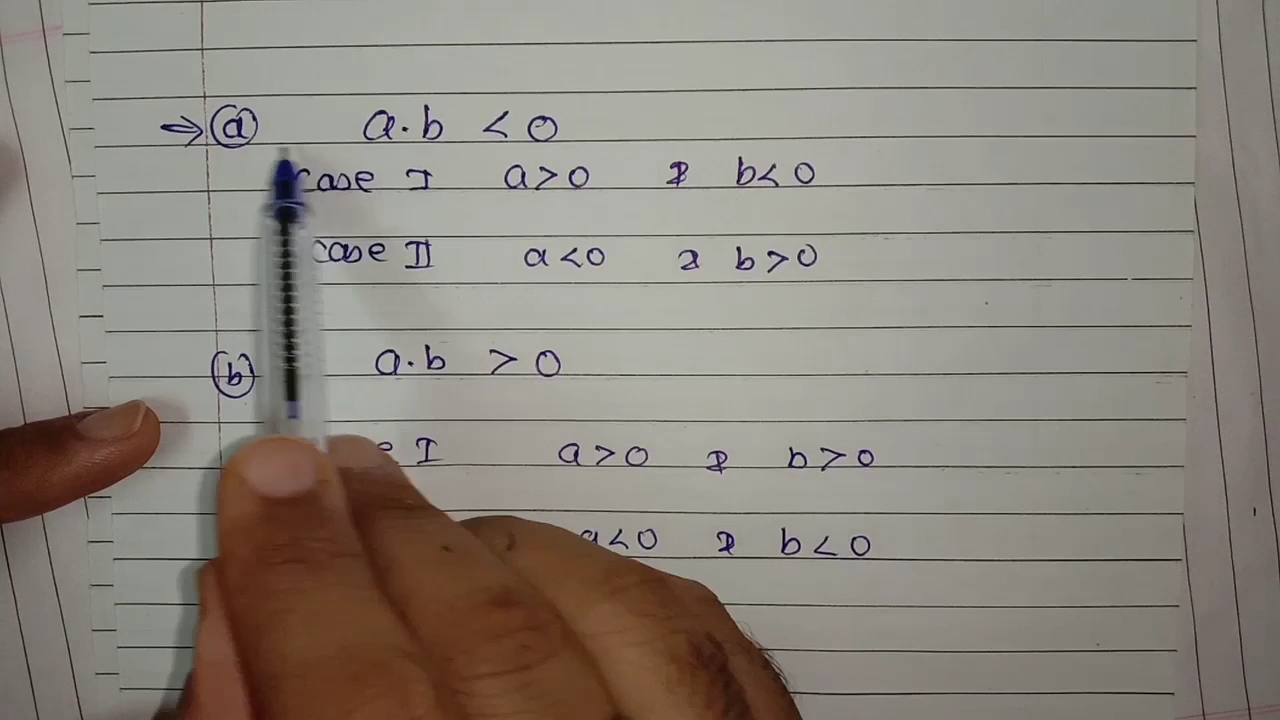 ⇒ (a) a.b < 0
case I a>0 & b<0
case II a<0 & b>0
(b) a.b > 0
I a>0 & b>0
a<0 & b<0